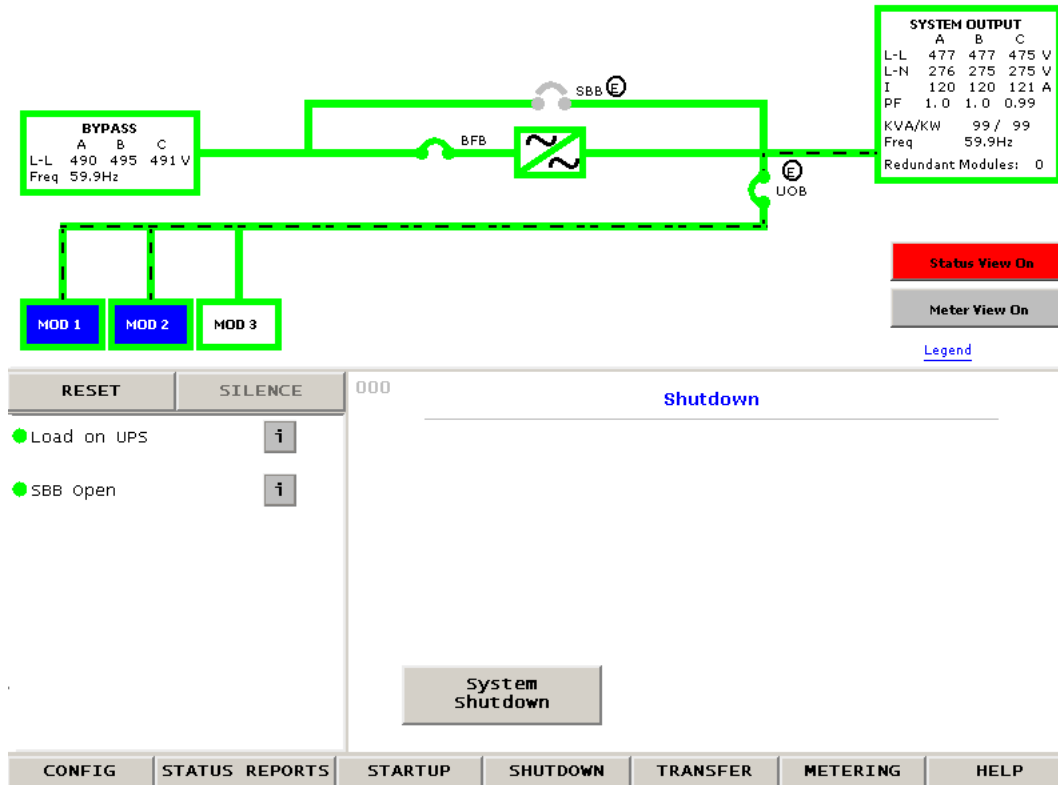 SYSTEM OUTPUT
A B C
L-L 477 477 475 V
L-N 276 275 275 V
I 120 120 121 A
PF 1.0 1.0 0.99
KVA/KW 99/ 99
Freq 59.9Hz
Redundant Modules: 0
SBB E
BYPASS
A B C
L-L 490 495 491 V
Freq 59.9Hz
BFB
E
UOB
Status View On
Meter View On
Legend
MOD 1 MOD 2 MOD 3
RESET SILENCE
Load on UPS i
SBB Open i
000
Shutdown
System
Shutdown
CONFIG STATUS REPORTS STARTUP SHUTDOWN TRANSFER METERING HELP